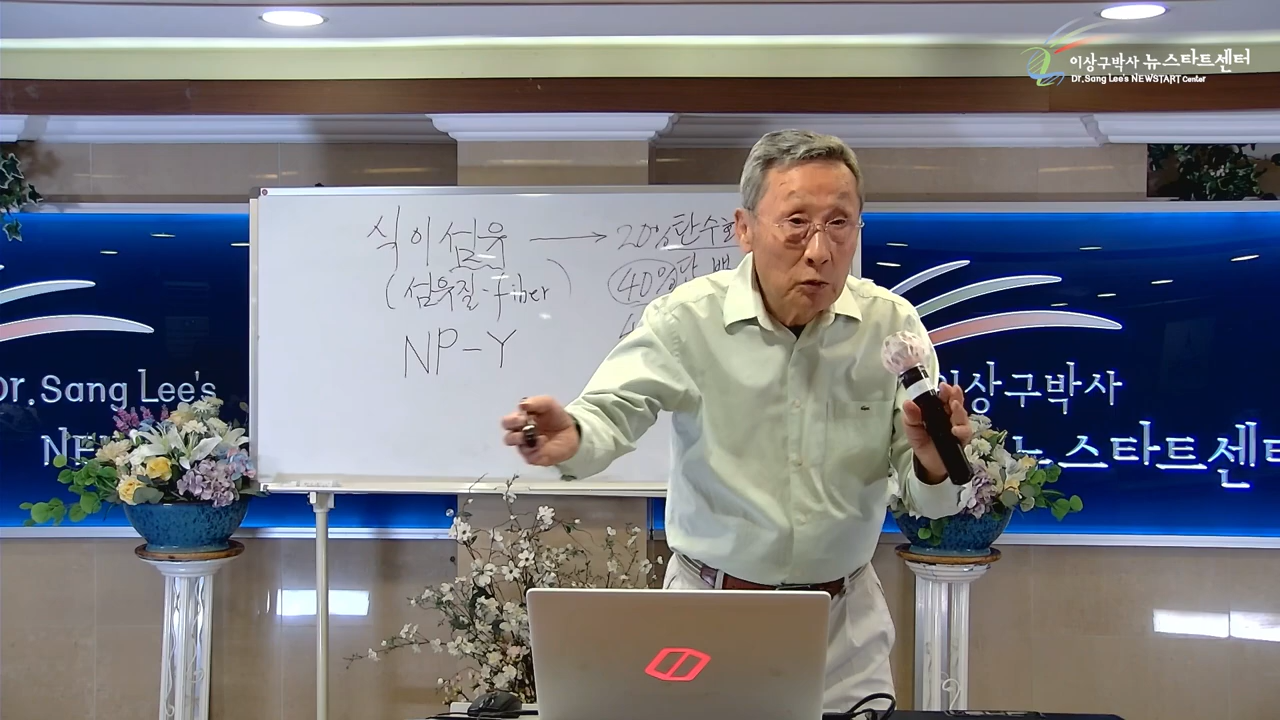 이상구박사 뉴스타트센터
Dr.Sang Lee's NEWSTART Center
식이섬유 → 20% 탄수화
(섬유질-fiber)
NP-Y
Dr.Sang Lee's
이상구박사
뉴스타트센터